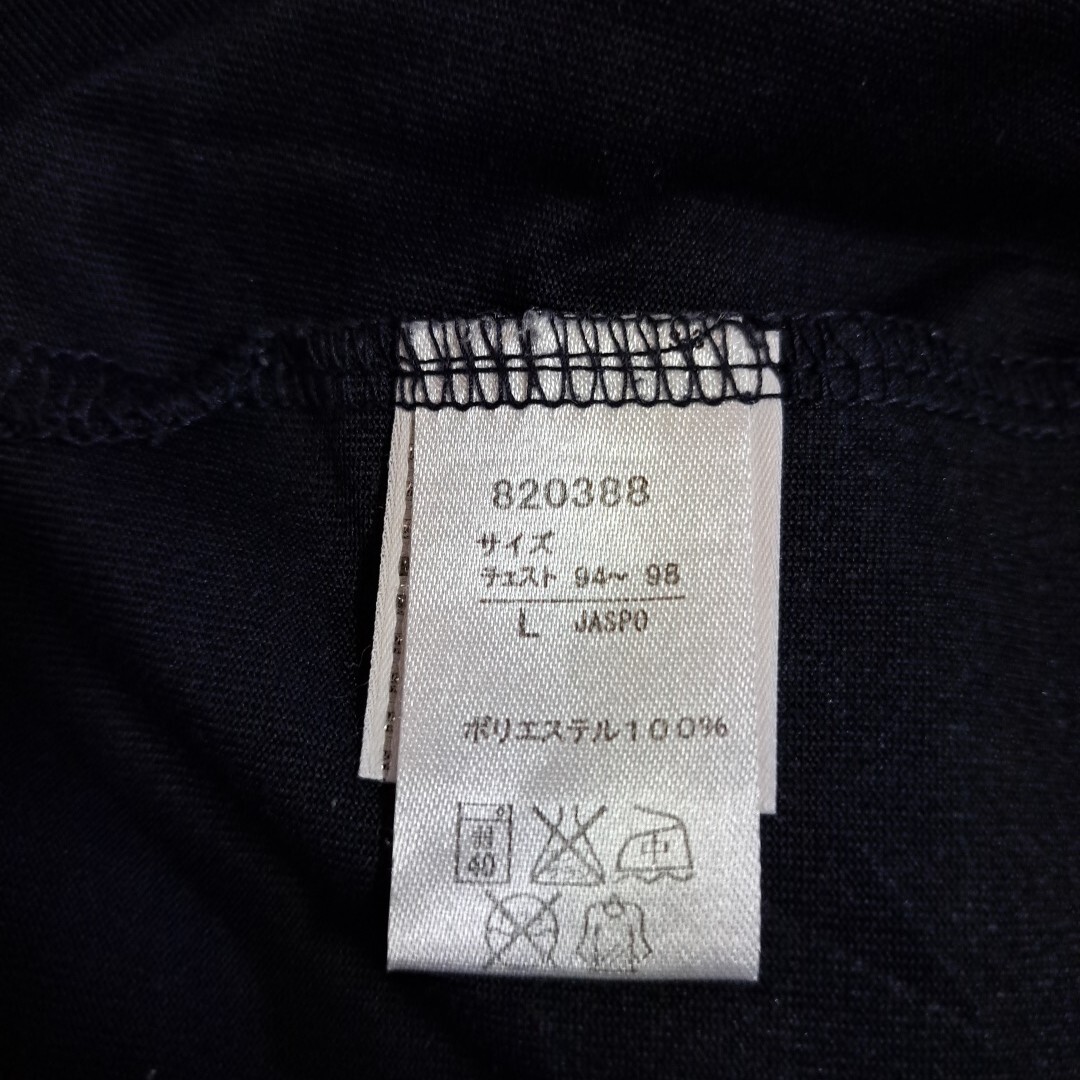 820388
サイズ
チェスト 94～ 98
L JASPO
ポリエステル100%
40
中